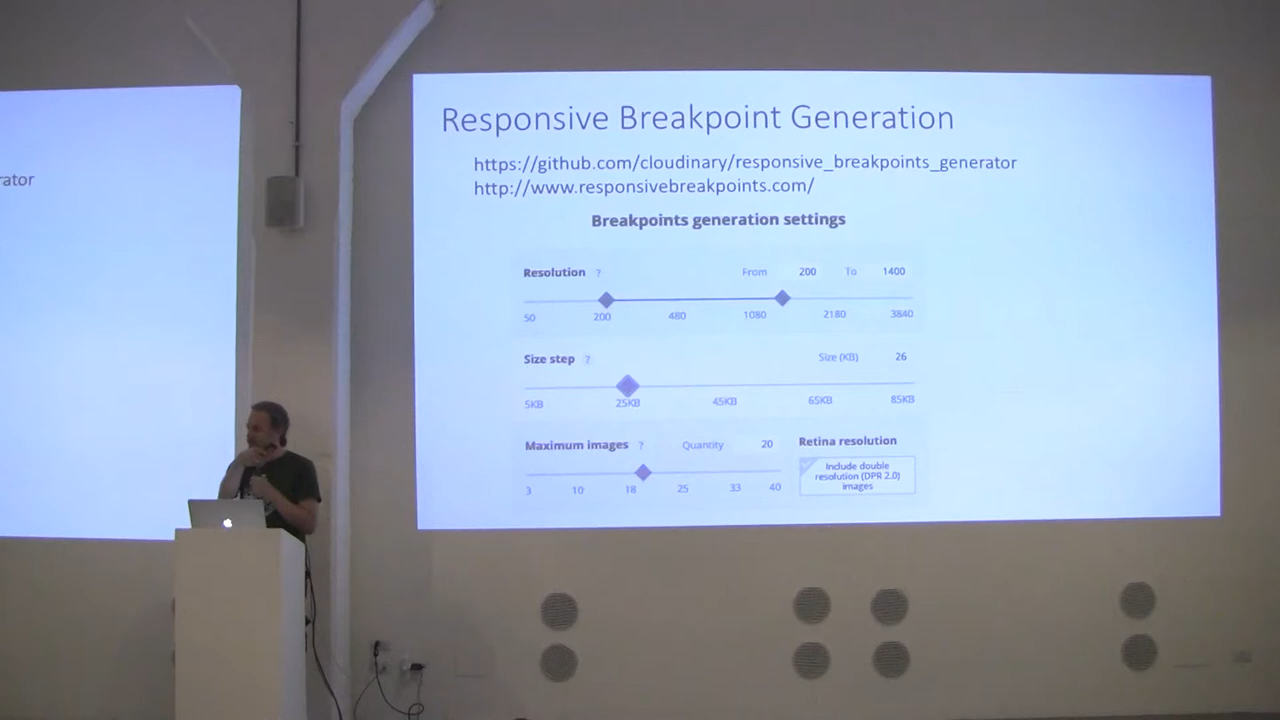 Responsive Breakpoint Generation
https://github.com/cloudinary/responsive_breakpoints_generator
http://www.responsivebreakpoints.com/
rator
Breakpoints generation settings
Resolution ? From 200 To 1400
50 200 480 1080 2180 3840
Size step ? Size (KB) 26
5KB 25KB 45KB 65KB 85KB
Maximum images ? Quantity 20
3 10 18 25 33 40
Retina resolution
Include double
resolution (DPR 2.0)
images